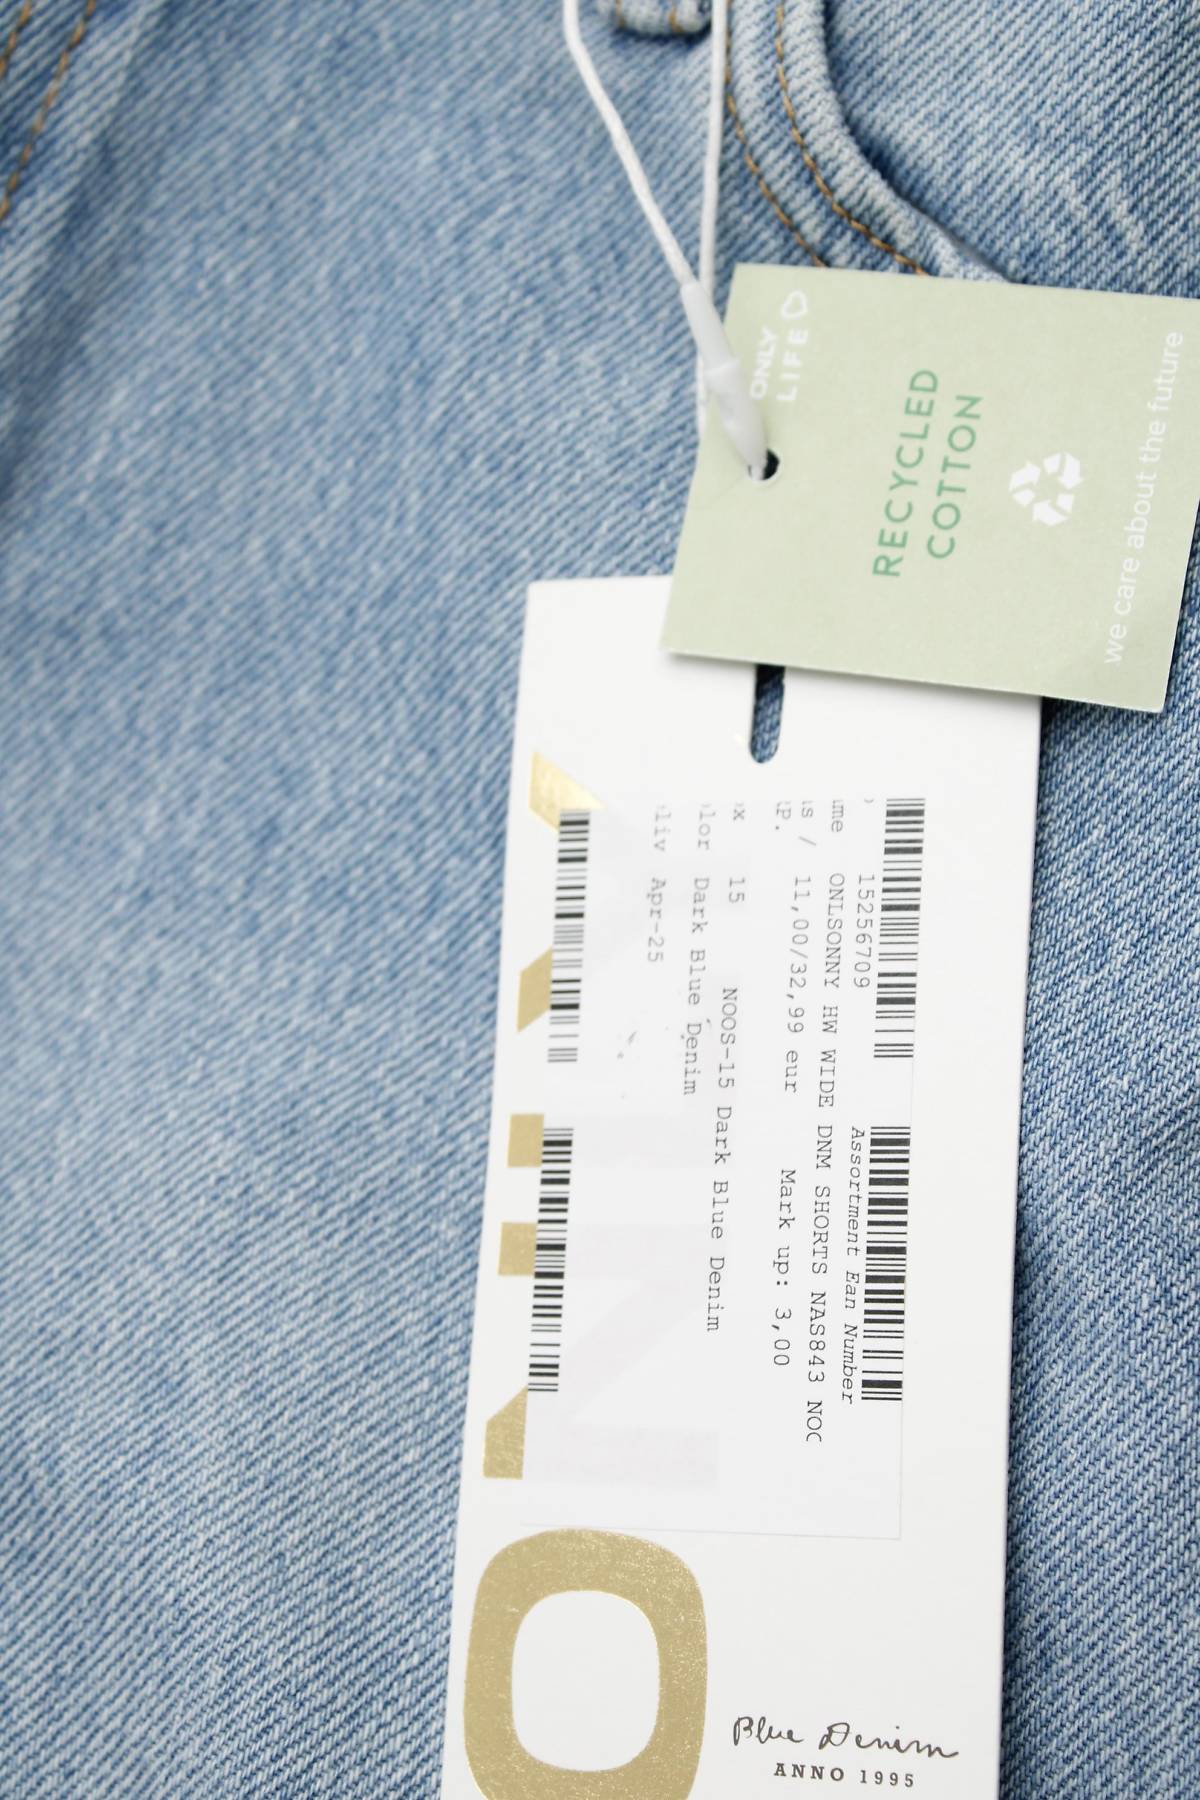 ONLY
LIFE
RECYCLED
COTTON
we care about the future
15256709
Assortment Ean Number
ONLSONNY HW WIDE DNM SHORTS NAS843 NOO
/ 11,00/32,99 eur Mark up: 3,00
15 NOOS-15 Dark Blue Denim
Dark Blue Denim
Apr-25
ONLY
Blue Denim
ANNO 1995